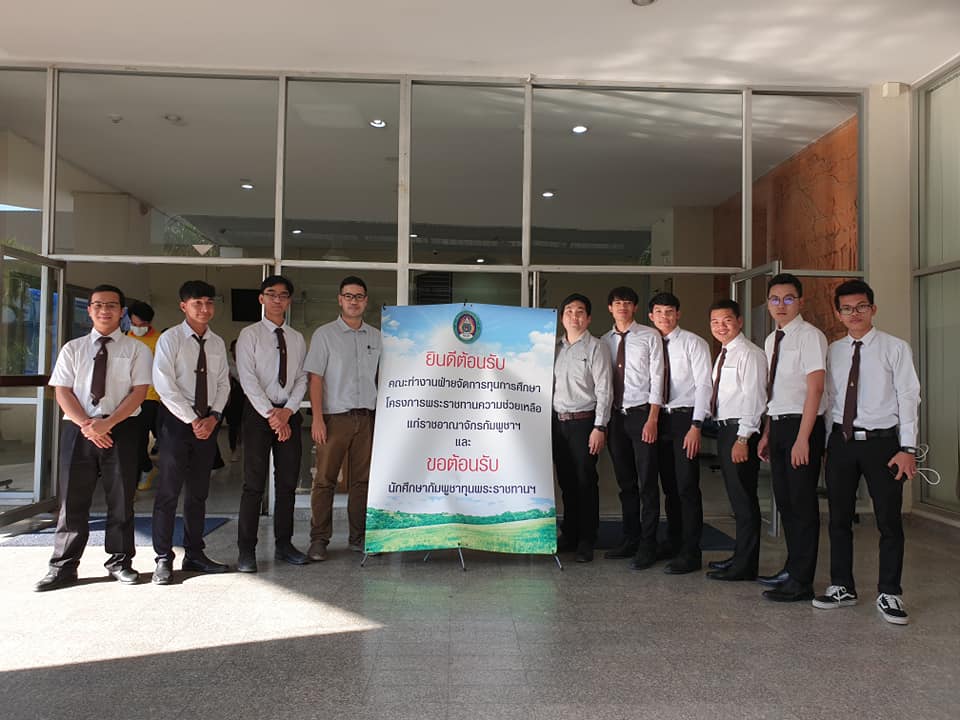 ยินดีต้อนรับ
คณะทำงานฝ่ายจัดการทุนการศึกษา
โครงการพระราชทานความช่วยเหลือ
แก่ราชอาณาจักรกัมพูชาฯ
และ
ขอต้อนรับ
นักศึกษากัมพูชาทุนพระราชทานฯ